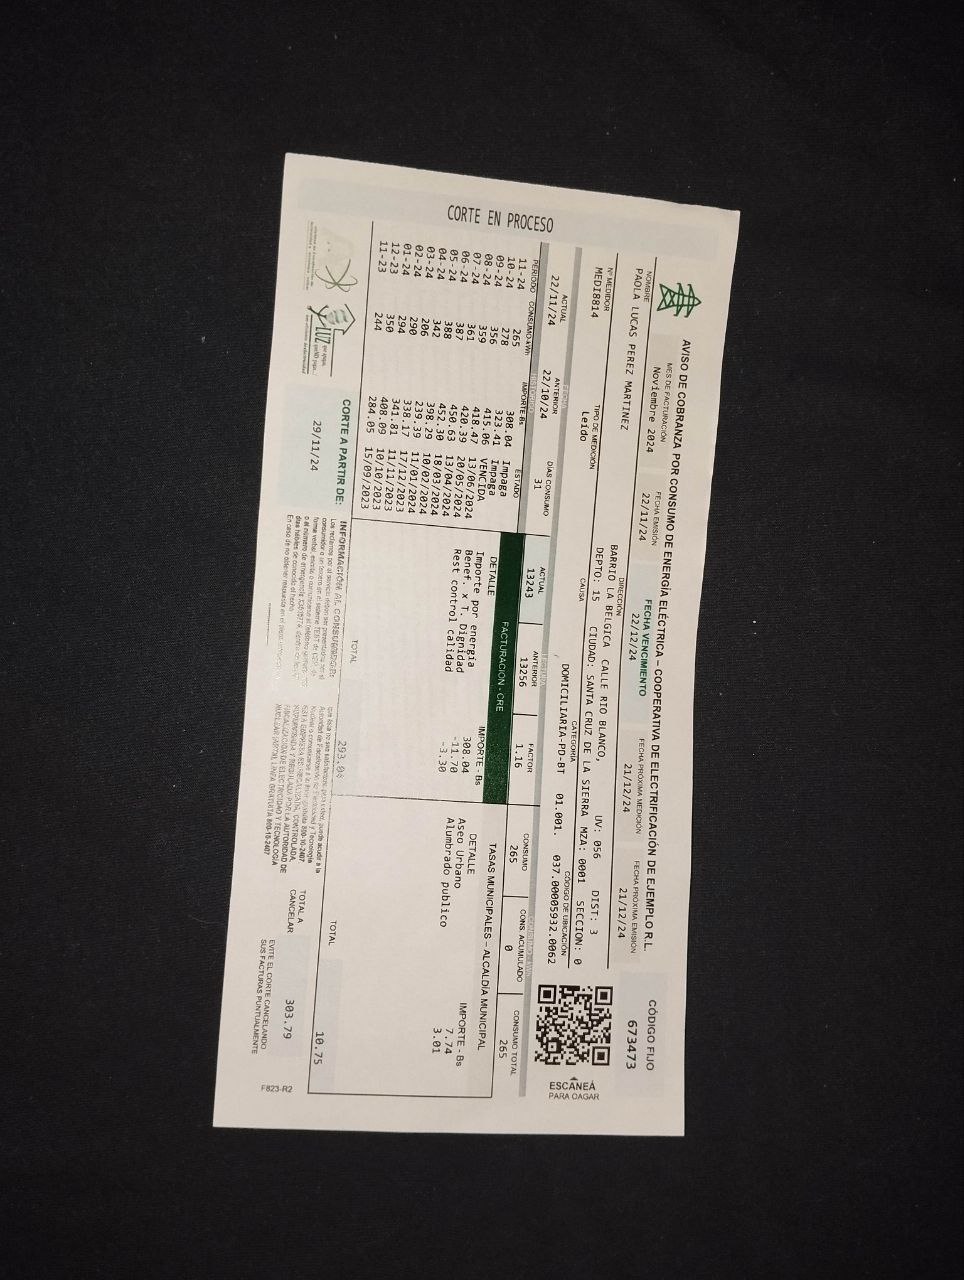 AVISO DE COBRANZA POR CONSUMO DE ENERGÍA ELÉCTRICA – COOPERATIVA DE ELECTRIFICACIÓN DE EJEMPLO R.L.
CÓDIGO FIJO
673473
MES DE FACTURACIÓN
Noviembre 2024
FECHA EMISIÓN
22/11/24
FECHA VENCIMIENTO
22/12/24
FECHA PRÓXIMA MEDICIÓN
21/12/24
FECHA PRÓXIMA EMISIÓN
21/12/24
NOMBRE
PAOLA LUCAS PEREZ MARTINEZ
DIRECCIÓN
BARRIO LA BELGICA CALLE RIO BLANCO, UV: 056 DIST: 3
DEPTO: 15 CIUDAD: SANTA CRUZ DE LA SIERRA MZA: 0001 SECCION: 0
Nº MEDIDOR
MEDI8814
TIPO DE MEDICIÓN
Leido
CAUSA
CATEGORÍA
DOMICILIARIA-PD-BT
CÓDIGO DE UBICACIÓN
01.001. 037.00005932.0062
ESCANEÁ
PARA OAGAR
ACTUAL
22/11/24
ANTERIOR
22/10/24
DÍAS CONSUMO
31
ACTUAL
13243
ANTERIOR
13256
FACTOR
1.16
CONSUMO
265
CONS. ACUMULADO
0
CONSUMO TOTAL
265
CORTE EN PROCESO
PERIODO CONSUMO kWh IMPORTE-Bs ESTADO
11-24 265 308.04 Impaga
10-24 278 323.41 Impaga
09-24 356 415.06 VENCIDA
08-24 359 418.47 13/06/2024
07-24 361 420.39 20/05/2024
06-24 387 450.63 13/04/2024
05-24 388 452.30 18/03/2024
04-24 342 398.29 10/02/2024
03-24 206 239.39 11/01/2024
02-24 290 338.17 17/12/2023
01-24 294 341.81 11/11/2023
12-23 350 408.09 10/10/2023
11-23 244 284.05 15/09/2023
FACTURACION - CRE
DETALLE IMPORTE - Bs
Importe por energía 308.04
Benef. x T. Dignidad -11.70
Rest control calidad -3.30
TOTAL 293.04
TASAS MUNICIPALES – ALCALDÍA MUNICIPAL
DETALLE IMPORTE - Bs
Aseo Urbano 7.74
Alumbrado publico 3.01
TOTAL 10.75
LUZ
CORTE A PARTIR DE:
29/11/24
INFORMACIÓN AL CONSUMIDOR:
TOTAL A
CANCELAR
303.79
EVITE EL CORTE CANCELANDO
SUS FACTURAS PUNTUALMENTE
F823-R2